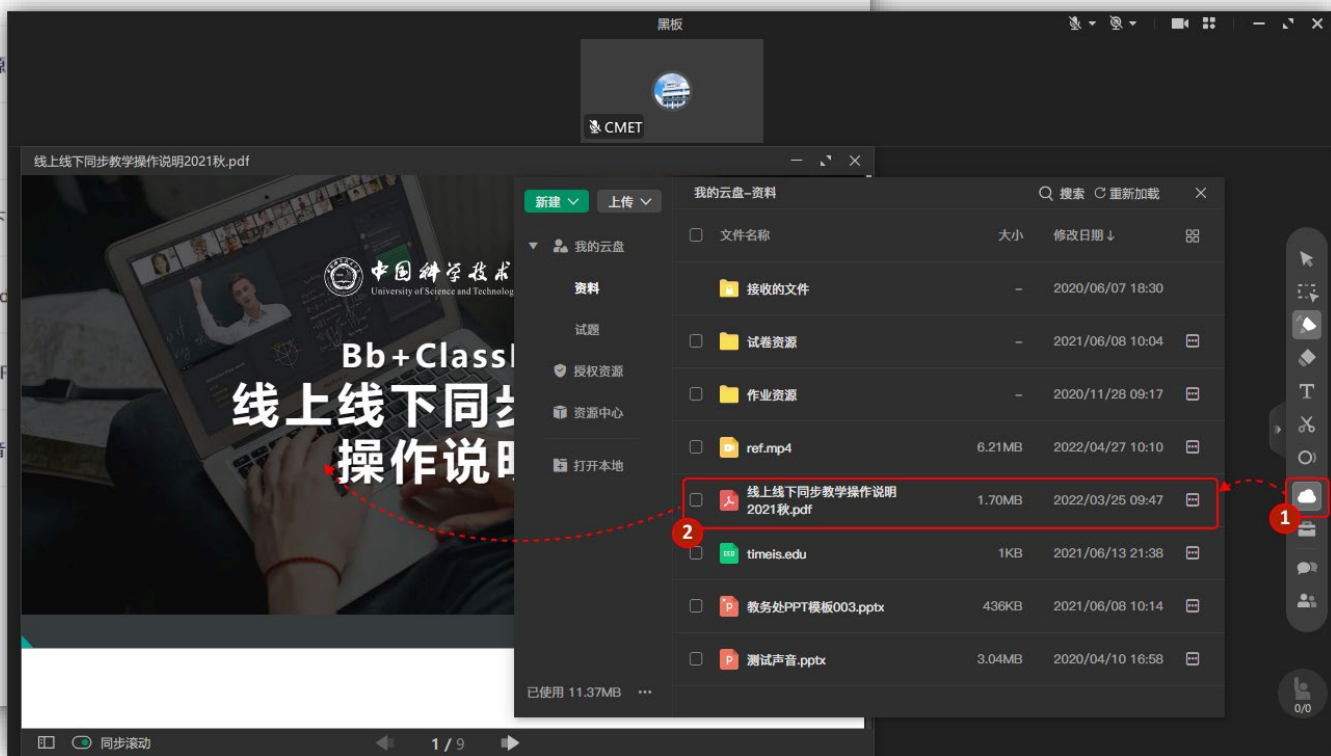 黑板
CMET
线上线下同步教学操作说明2021秋.pdf
中国科学技术
University of Science and Technolog
Bb+Class
线上线下同步
操作说明
新建
上传
我的云盘
资料
试题
授权资源
资源中心
打开本地
已使用 11.37MB
我的云盘-资料
搜索
重新加载
文件名称 大小 修改日期↓
接收的文件 – 2020/06/07 18:30
试卷资源 – 2021/06/08 10:04
作业资源 – 2020/11/28 09:17
ref.mp4 6.21MB 2022/04/27 10:10
线上线下同步教学操作说明
2021秋.pdf 1.70MB 2022/03/25 09:47
timeis.edu 1KB 2021/06/13 21:38
教务处PPT模板003.pptx 436KB 2021/06/08 10:14
测试声音.pptx 3.04MB 2020/04/10 16:58
1
2
T
0/0
同步滚动
1 / 9